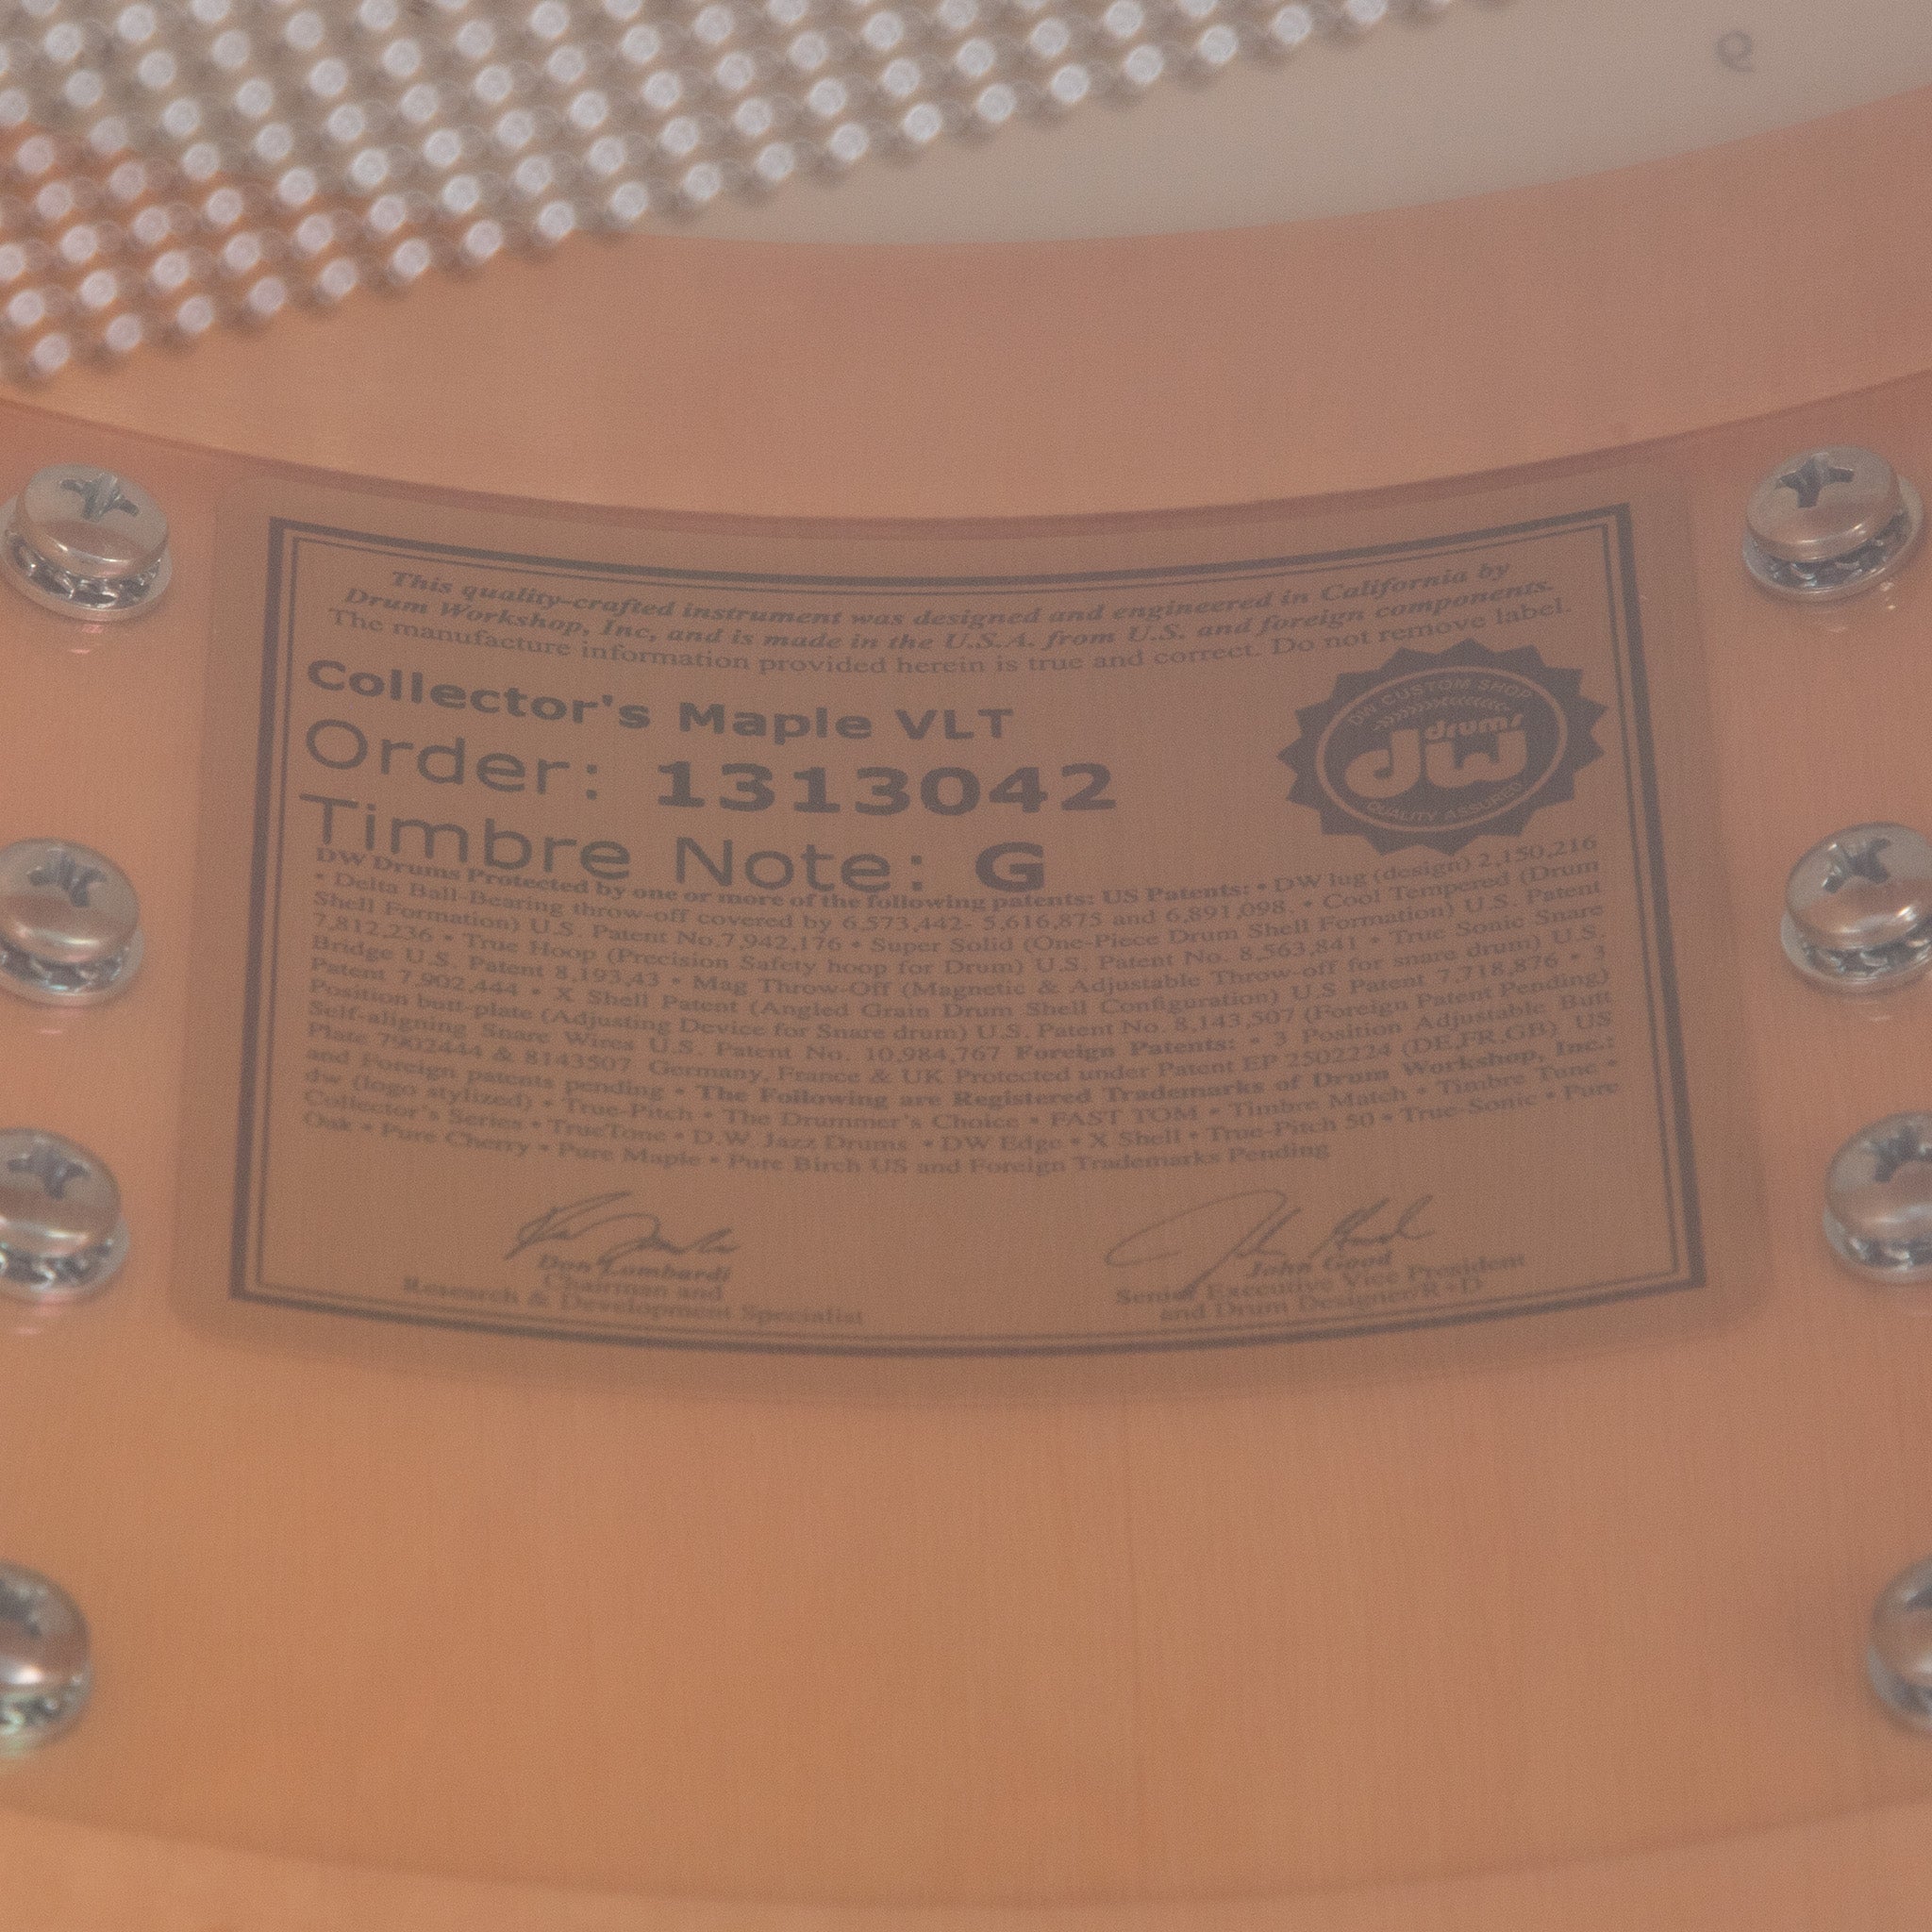 This quality-crafted instrument was designed and engineered in California by
Drum Workshop, Inc, and is made in the U.S.A. from U.S. and foreign components.
The manufacture information provided herein is true and correct. Do not remove label.
Collector's Maple VLT
Order: 1313042
Timbre Note: G
DW CUSTOM SHOP
drums
dw
QUALITY ASSURED
DW Drums Protected by one or more of the following patents: US Patents: • DW lug (design) 2,150,216
• Delta Ball-Bearing throw-off covered by 6,573,442- 5,616,875 and 6,891,098. • Cool Tempered (Drum
Shell Formation) U.S. Patent No.7,942,176 • Super Solid (One-Piece Drum Shell Formation) U.S. Patent
7,812,236 • True Hoop (Precision Safety hoop for Drum) U.S. Patent No. 8,563,841 • True Sonic Snare
Bridge U.S. Patent 8,193,43 • Mag Throw-Off (Magnetic & Adjustable Throw-off for snare drum) U.S.
Patent 7,902,444 • X Shell Patent (Angled Grain Drum Shell Configuration) U.S Patent 7,718,876 • 3
Position butt-plate (Adjusting Device for Snare drum) U.S. Patent No. 8,143,507 (Foreign Patent Pending)
Self-aligning Snare Wires U.S. Patent No. 10,984,767 Foreign Patents: • 3 Position Adjustable Butt
Plate 7902444 & 8143507 Germany, France & UK Protected under Patent EP 2502224 (DE,FR,GB) US
and Foreign patents pending • The Following are Registered Trademarks of Drum Workshop, Inc.:
dw (logo stylized) • True-Pitch • The Drummer's Choice • FAST TOM • Timbre Match • Timbre Tune •
Collector's Series • TrueTone • D.W Jazz Drums • DW Edge • X Shell • True-Pitch 50 • True-Sonic • Pure
Oak • Pure Cherry • Pure Maple • Pure Birch US and Foreign Trademarks Pending
Don Lombardi
Chairman and
Research & Development Specialist
John Good
Senior Executive Vice President
and Drum Designer/R+D